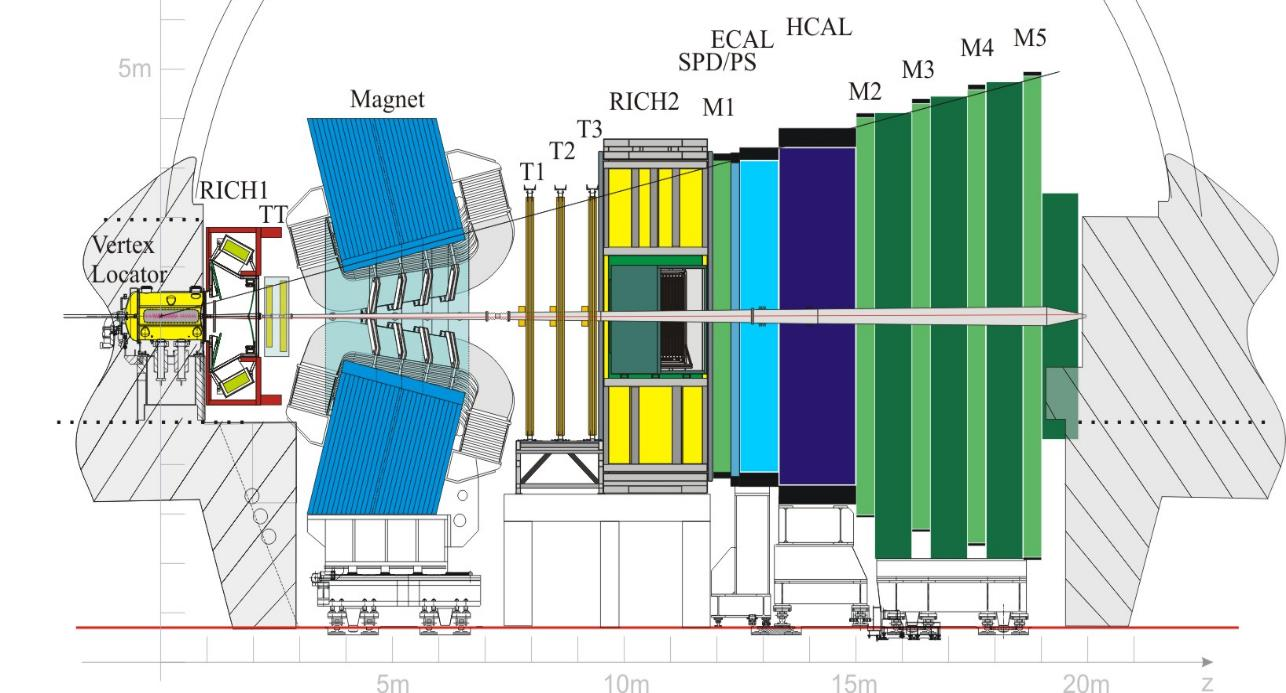 HCAL
M5
ECAL
M4
5m
SPD/PS
M3
M2
Magnet
RICH2
M1
T3
T2
T1
RICH1
TT
Vertex
Locator
5m
10m
15m
20m
z